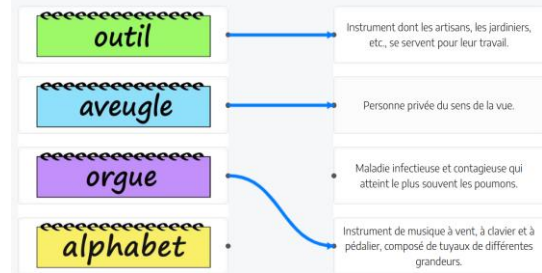 outil
Instrument dont les artisans, les jardiniers,
etc., se servent pour leur travail.
aveugle
Personne privée du sens de la vue.
orgue
Maladie infectieuse et contagieuse qui
atteint le plus souvent les poumons.
alphabet
Instrument de musique à vent, à clavier et à
pédalier, composé de tuyaux de différentes
grandeurs.